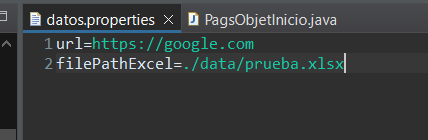 datos.properties
PagsObjetInicio.java
1 url=https://google.com
2 filePathExcel=./data/prueba.xlsx